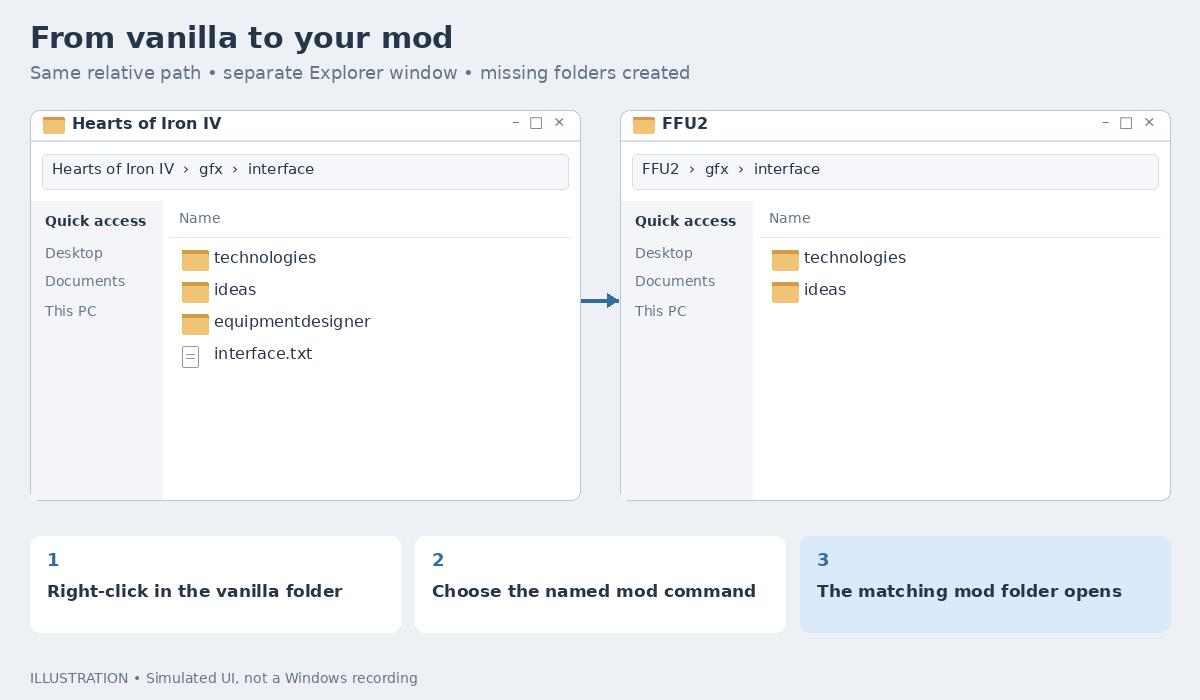 From vanilla to your mod
Same relative path • separate Explorer window • missing folders created
Hearts of Iron IV
Hearts of Iron IV › gfx › interface
Quick access
Desktop
Documents
This PC
Name
technologies
ideas
equipmentdesigner
interface.txt
FFU2
FFU2 › gfx › interface
Quick access
Desktop
Documents
This PC
Name
technologies
ideas
1
Right-click in the vanilla folder
2
Choose the named mod command
3
The matching mod folder opens
ILLUSTRATION • Simulated UI, not a Windows recording